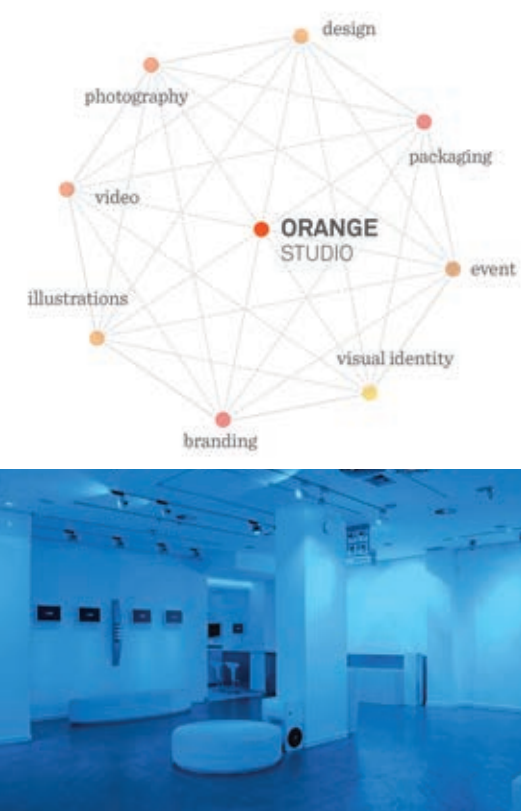 design
photography
packaging
video
ORANGE
STUDIO
event
illustrations
visual identity
branding